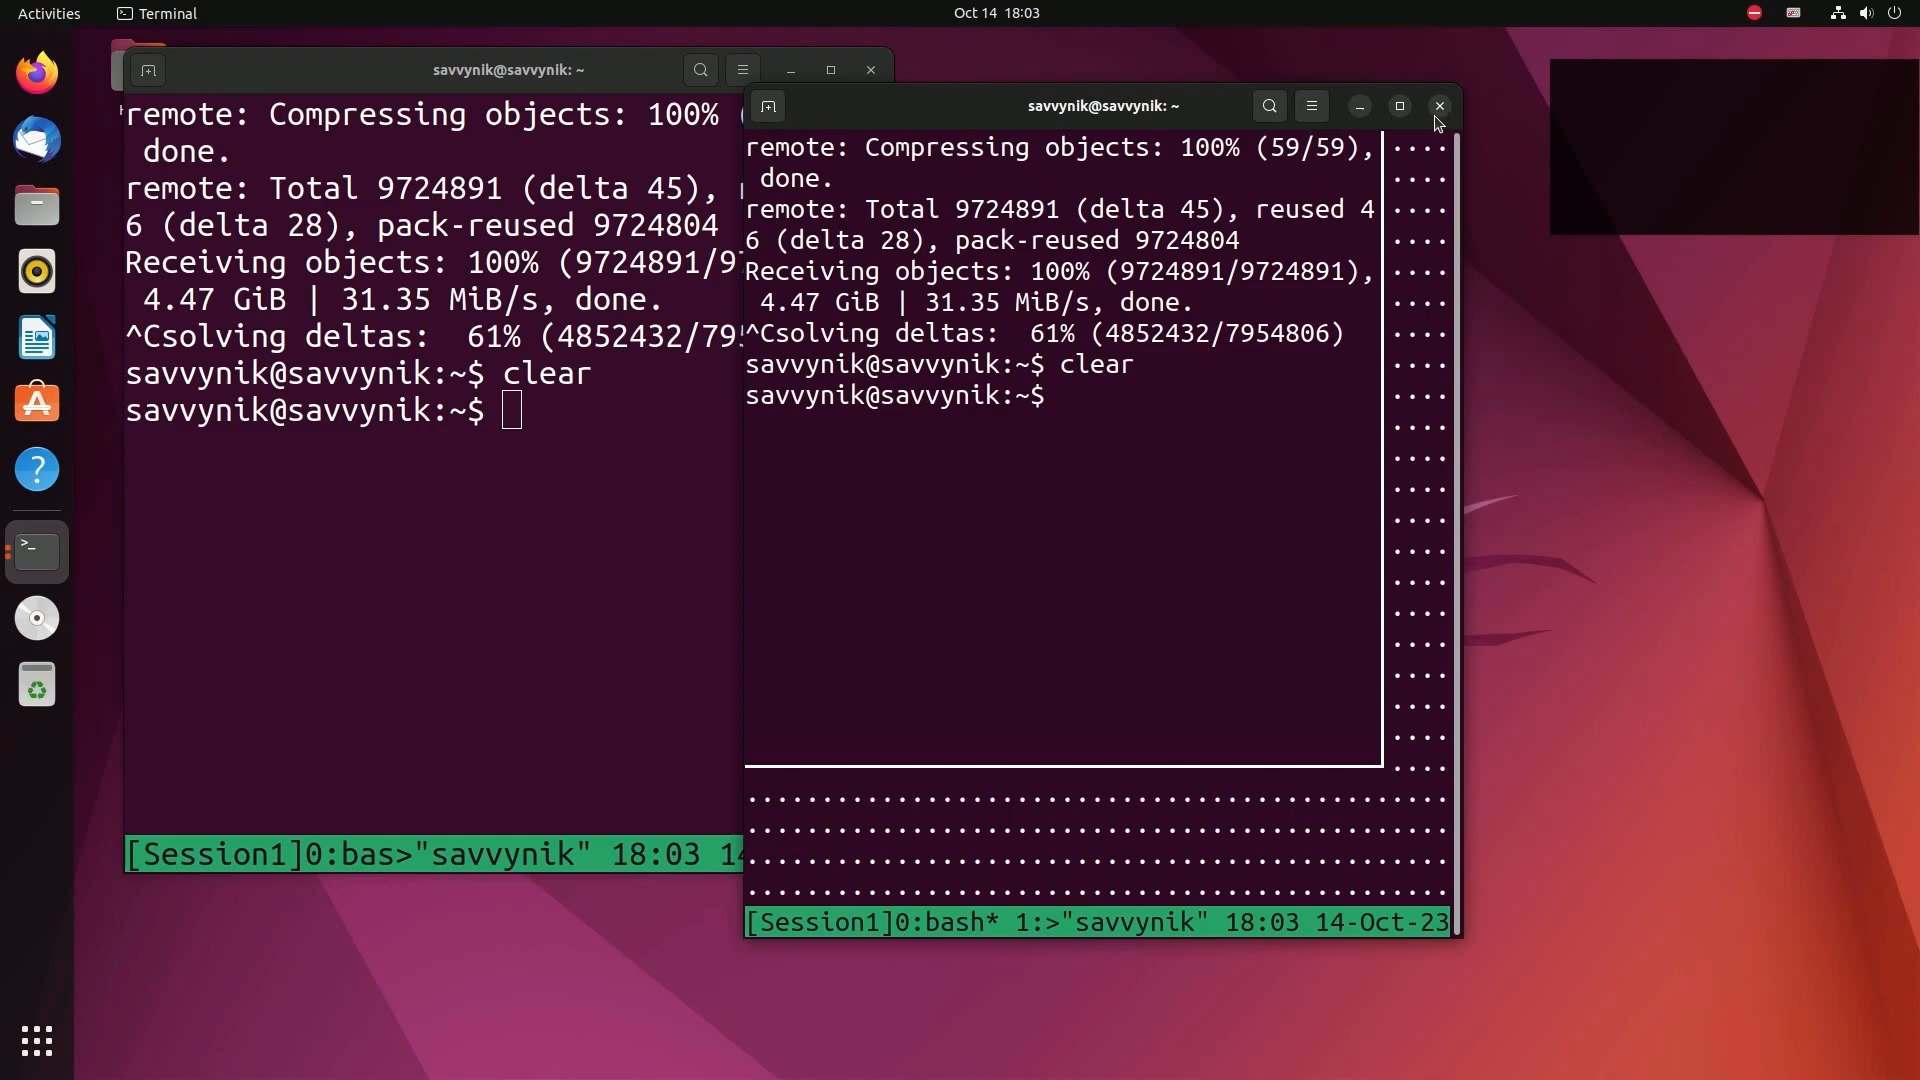 Activities
Terminal
Oct 14 18:03
savvynik@savvynik: ~
remote: Compressing objects: 100% (
done.
remote: Total 9724891 (delta 45),
6 (delta 28), pack-reused 9724804
Receiving objects: 100% (9724891/9
4.47 GiB | 31.35 MiB/s, done.
^Csolving deltas:  61% (4852432/79
savvynik@savvynik:~$ clear
savvynik@savvynik:~$
[Session1]0:bas>"savvynik" 18:03 14
savvynik@savvynik: ~
remote: Compressing objects: 100% (59/59),
done.
remote: Total 9724891 (delta 45), reused 4
6 (delta 28), pack-reused 9724804
Receiving objects: 100% (9724891/9724891),
4.47 GiB | 31.35 MiB/s, done.
^Csolving deltas:  61% (4852432/7954806)
savvynik@savvynik:~$ clear
savvynik@savvynik:~$
[Session1]0:bash* 1:>"savvynik" 18:03 14-Oct-23